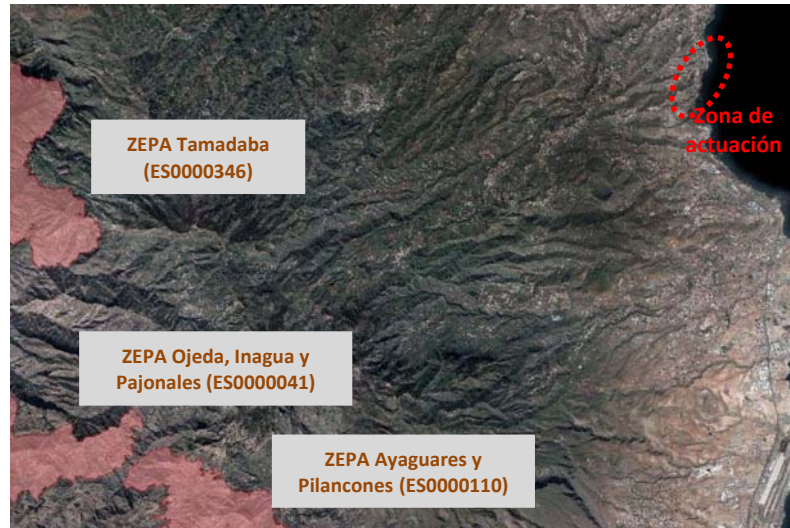 Zona de
actuación
ZEPA Tamadaba
(ES0000346)
ZEPA Ojeda, Inagua y
Pajonales (ES0000041)
ZEPA Ayaguares y
Pilancones (ES0000110)